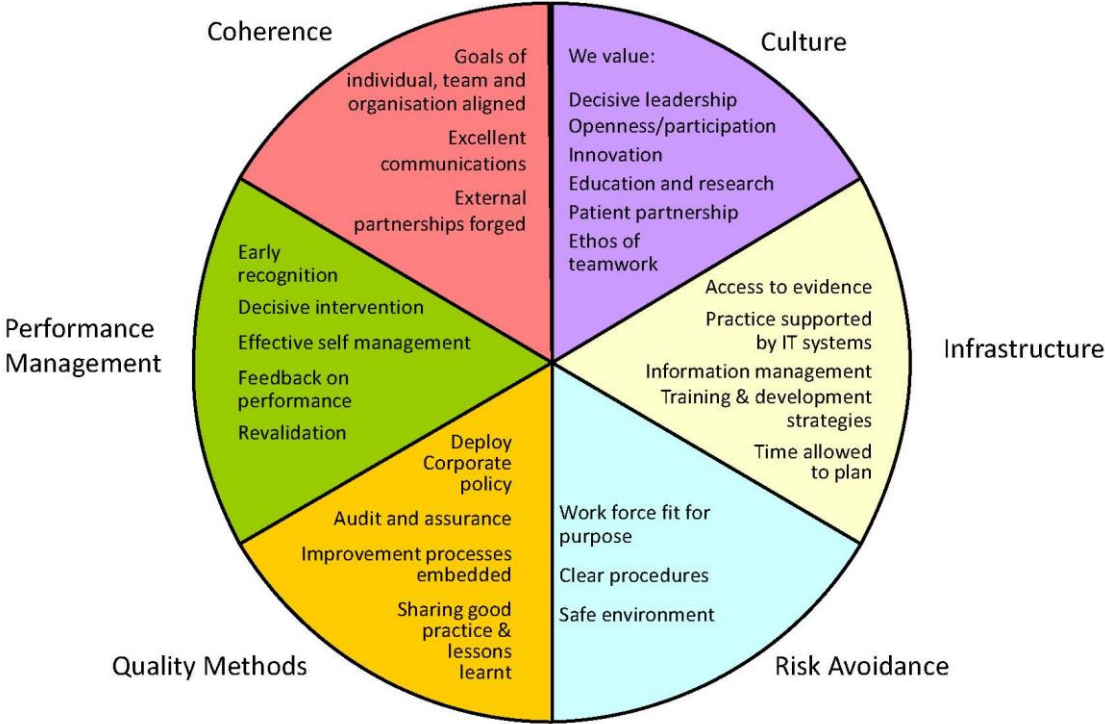 Coherence
Goals of
individual, team and
organisation aligned
Excellent
communications
External
partnerships forged
Culture
We value:
Decisive leadership
Openness/participation
Innovation
Education and research
Patient partnership
Ethos of
teamwork
Infrastructure
Access to evidence
Practice supported
by IT systems
Information management
Training & development
strategies
Time allowed
to plan
Risk Avoidance
Work force fit for
purpose
Clear procedures
Safe environment
Quality Methods
Deploy
Corporate
policy
Audit and assurance
Improvement processes
embedded
Sharing good
practice &
lessons
learnt
Performance
Management
Early
recognition
Decisive intervention
Effective self management
Feedback on
performance
Revalidation